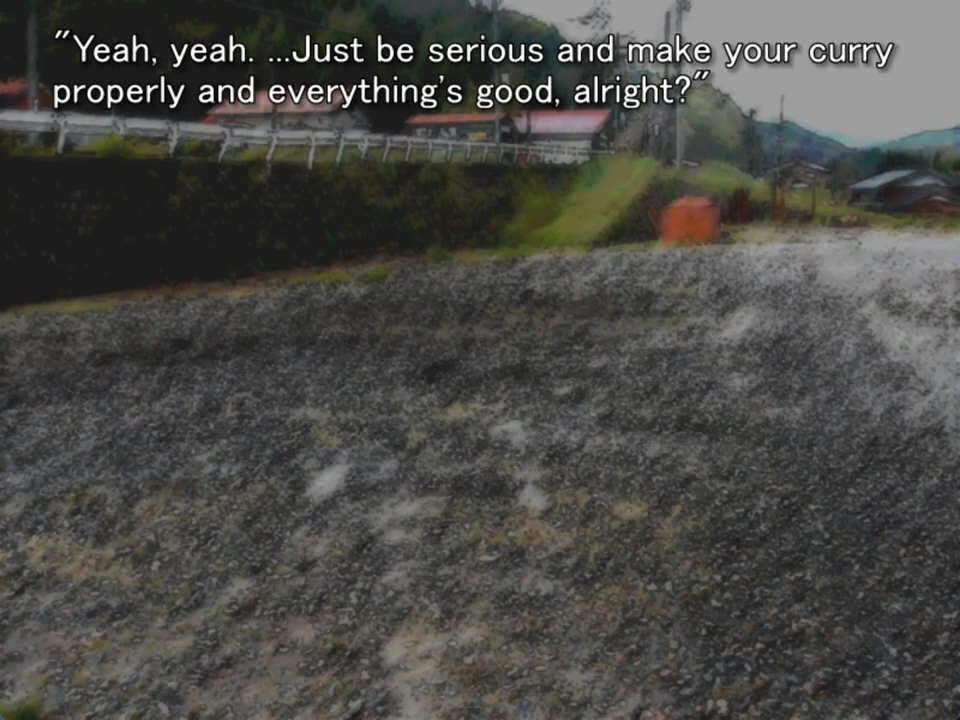 "Yeah, yeah. ...Just be serious and make your curry
properly and everything's good, alright?"